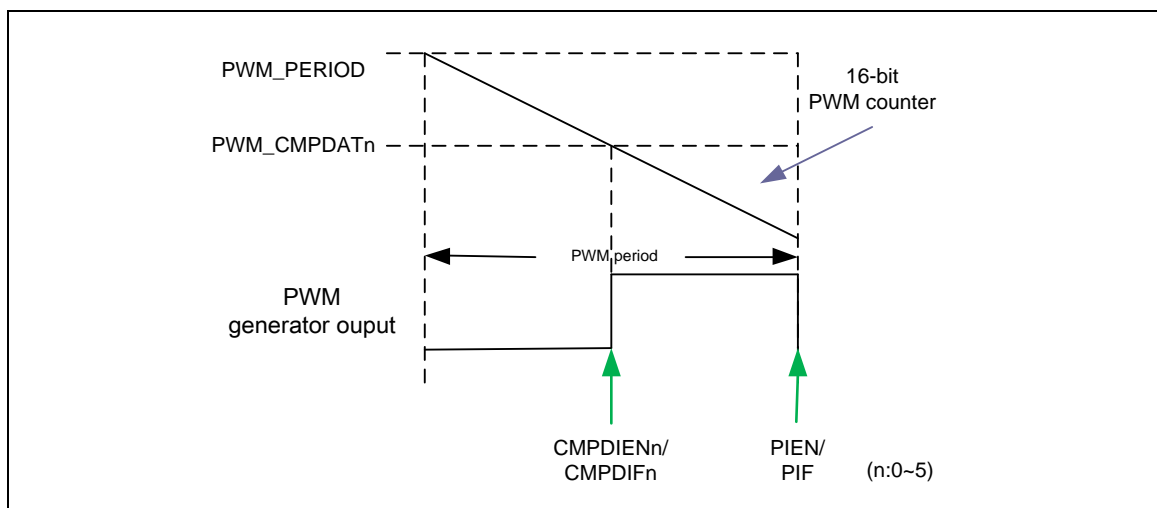 PWM_PERIOD
16-bit
PWM counter
PWM_CMPDATn
PWM period
PWM
generator ouput
CMPDIENn/
CMPDIFn
PIEN/
PIF
(n:0~5)